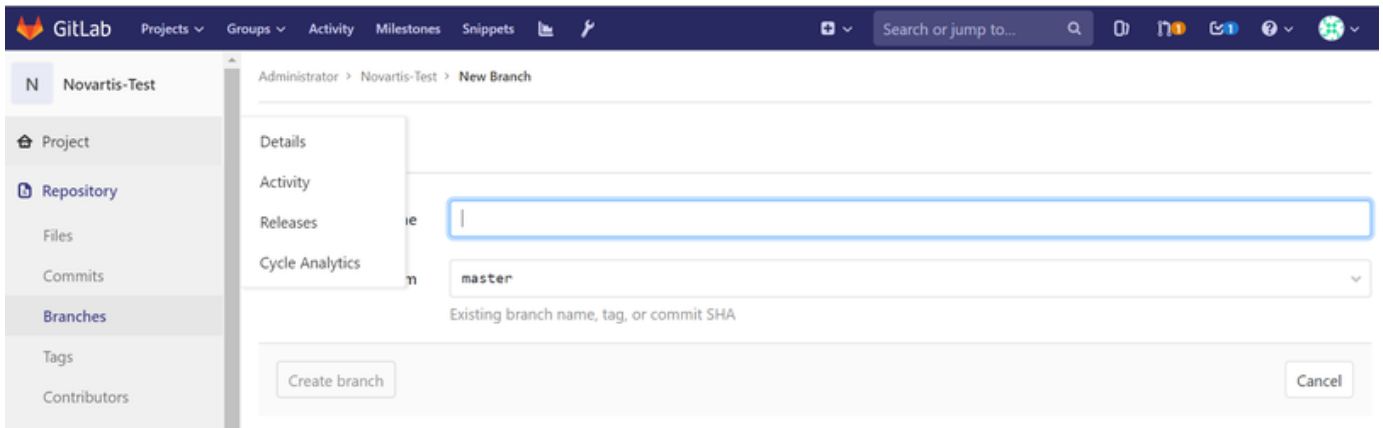 GitLab Projects Groups Activity Milestones Snippets Search or jump to... 1 1
N Novartis-Test
Administrator > Novartis-Test > New Branch
Project
Details
Activity
Releases
Cycle Analytics
Repository
Files
Commits
Branches
Tags
Contributors
me
m master
Existing branch name, tag, or commit SHA
Create branch Cancel